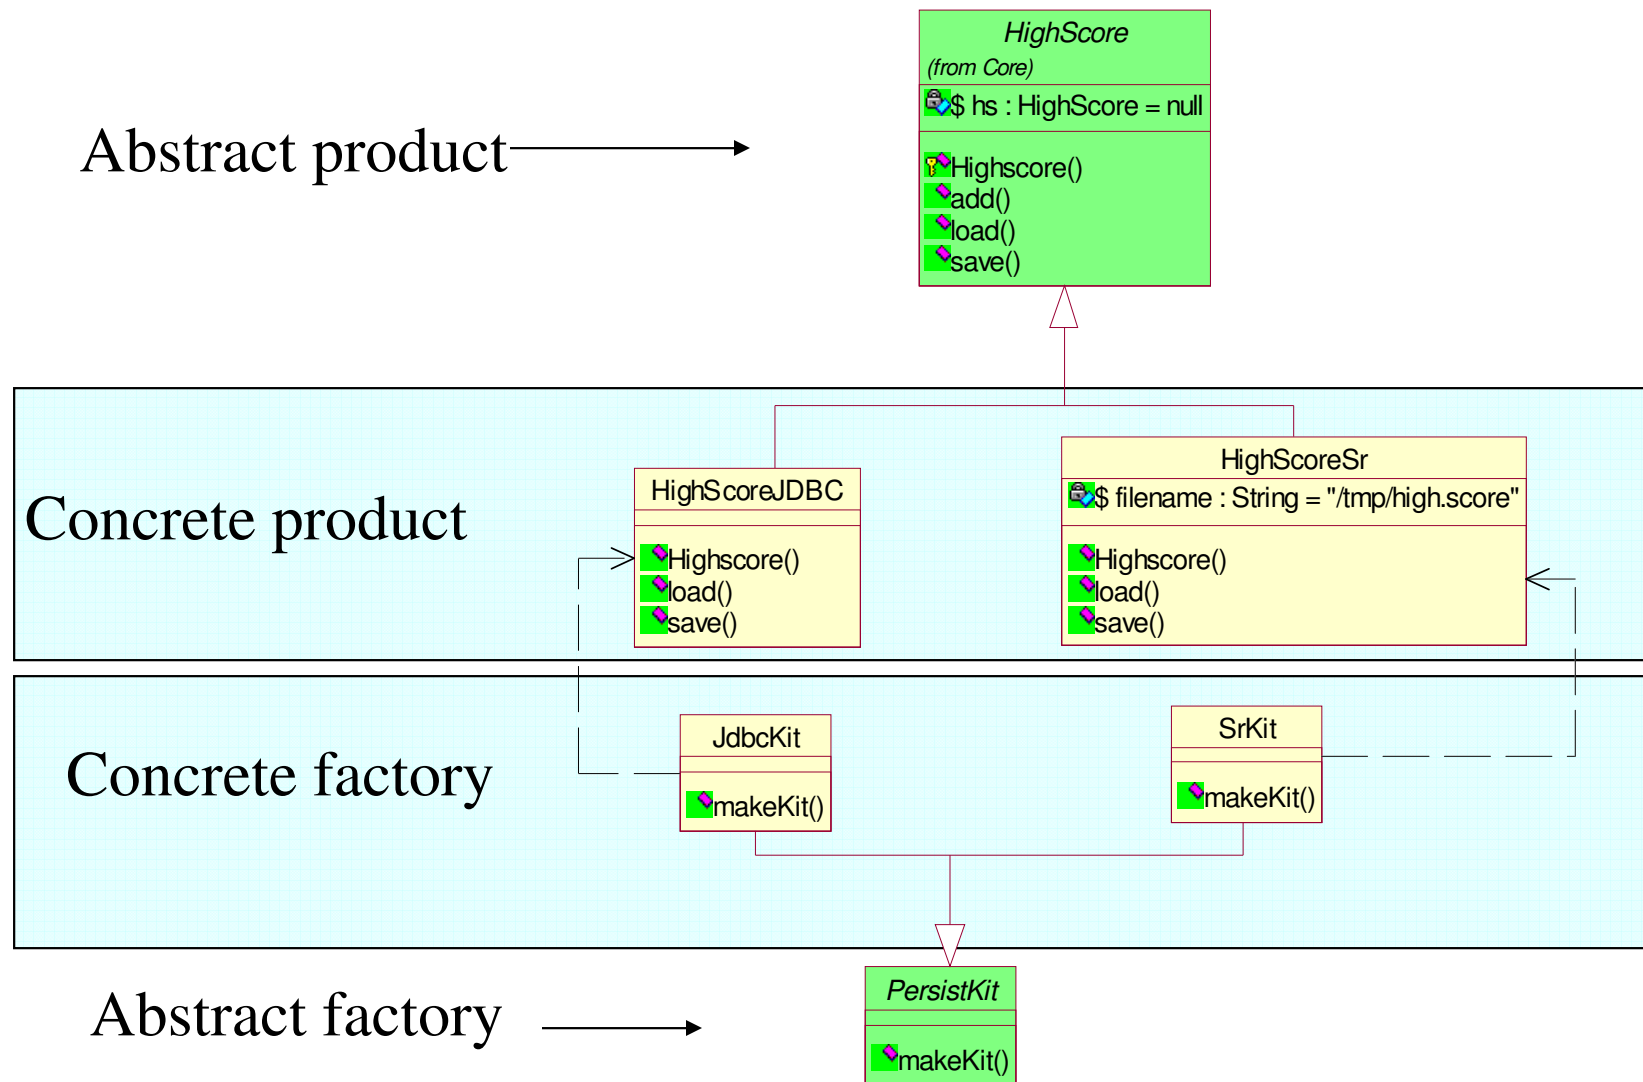 HighScore
(from Core)
$ hs : HighScore = null
Abstract product
Highscore()
add()
load()
save()
Concrete product
HighScoreJDBC
Highscore()
load()
save()
HighScoreSr
$ filename : String = "/tmp/high.score"
Highscore()
load()
save()
Concrete factory
JdbcKit
makeKit()
SrKit
makeKit()
Abstract factory
PersistKit
makeKit()